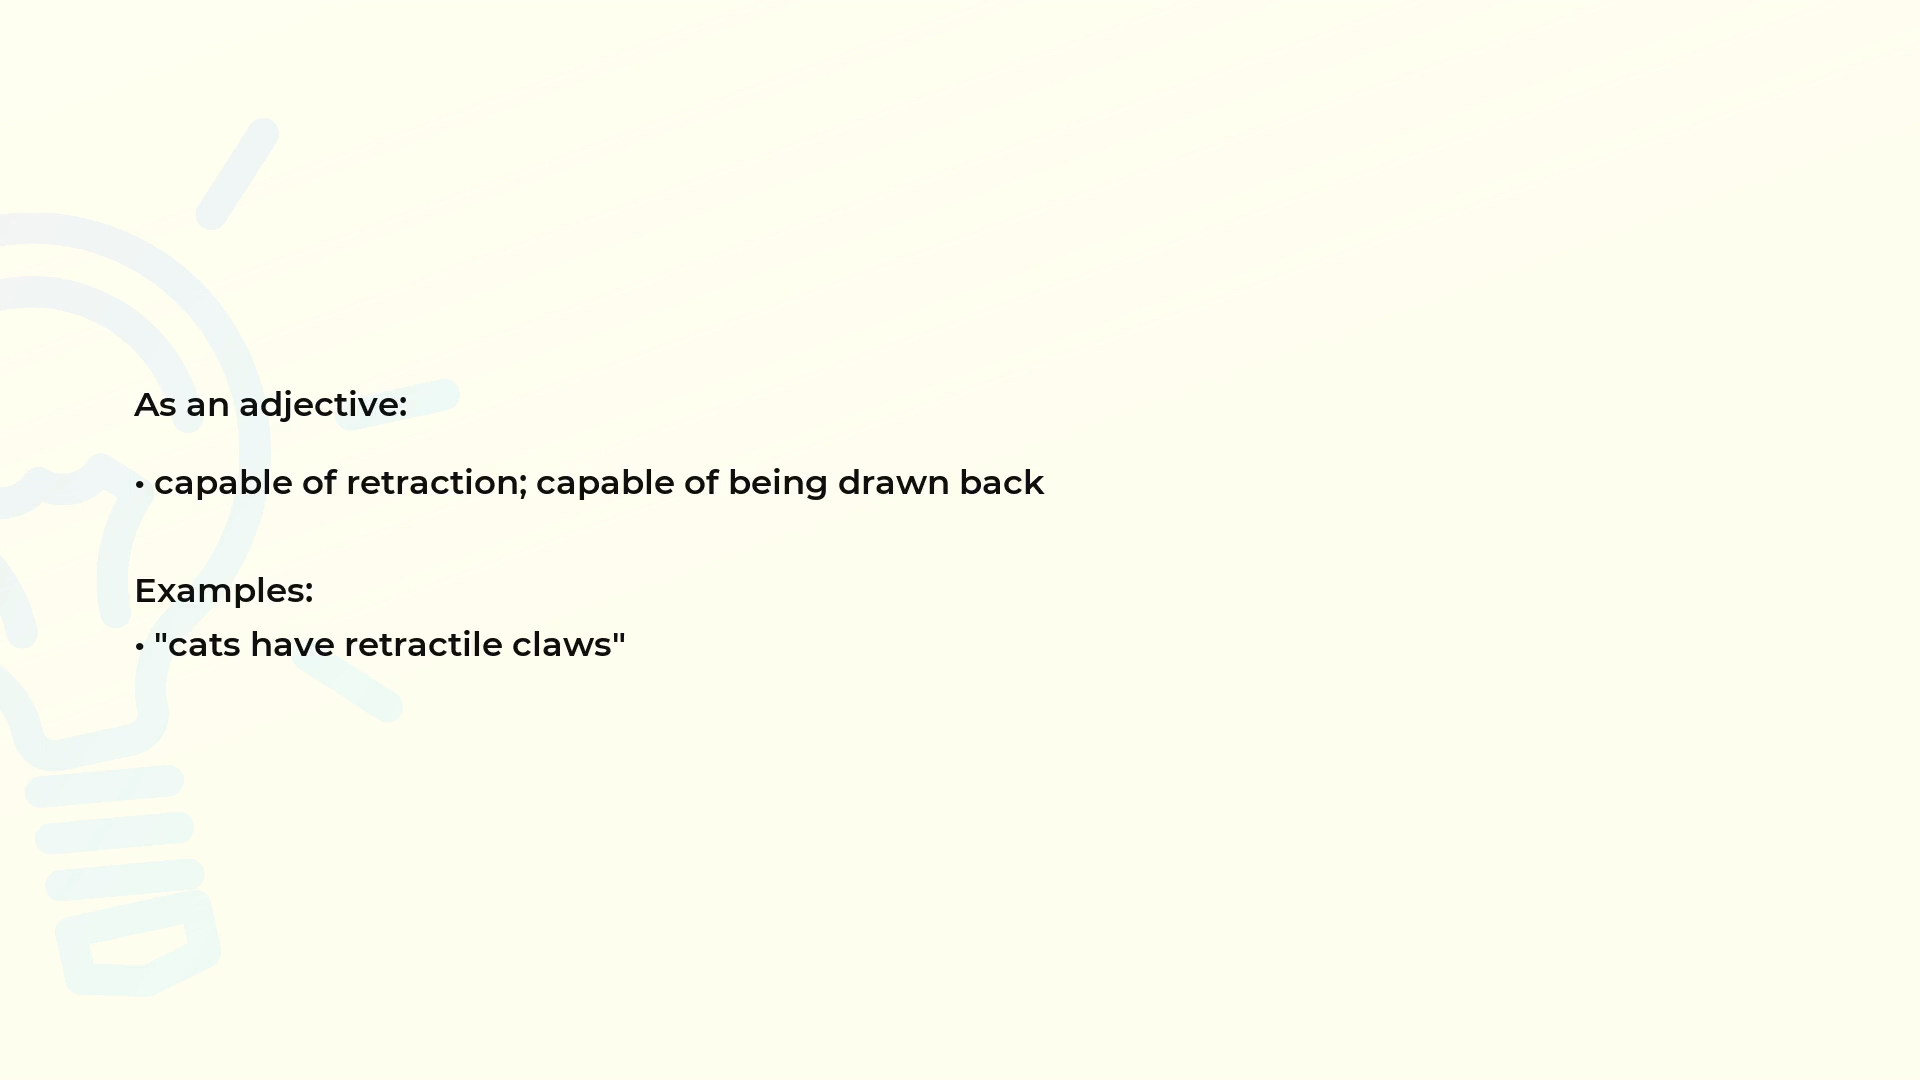 As an adjective:
• capable of retraction; capable of being drawn back
Examples:
• "cats have retractile claws"